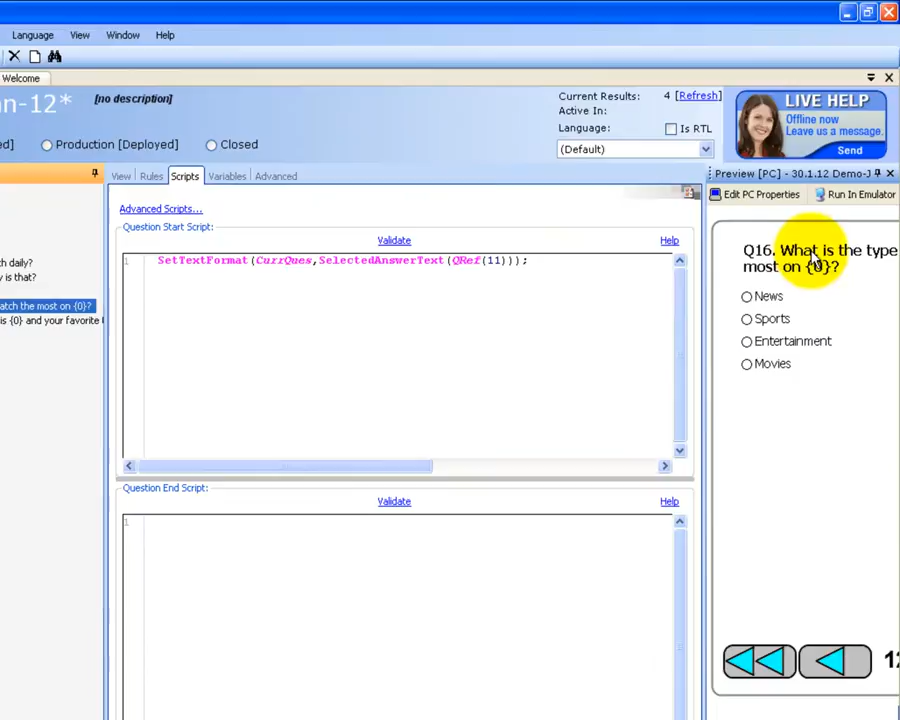 Language View Window Help
Welcome
n-12*
[no description]
Current Results: 4 [Refresh]
Active In:
Language: Is RTL
(Default)
LIVE HELP
Offline now
Leave us a message.
Send
d] Production [Deployed] Closed
View Rules Scripts Variables Advanced
Preview [PC] - 30.1.12 Demo-J
Edit PC Properties Run In Emulator
Advanced Scripts...
Question Start Script:
Validate Help
1 SetTextFormat(CurrQues,SelectedAnswerText(QRef(11)));
ch daily?
y is that?
atch the most on {0}?
is {0} and your favorite
Q16. What is the type
most on {0}?
News
Sports
Entertainment
Movies
Question End Script:
Validate Help
1
12